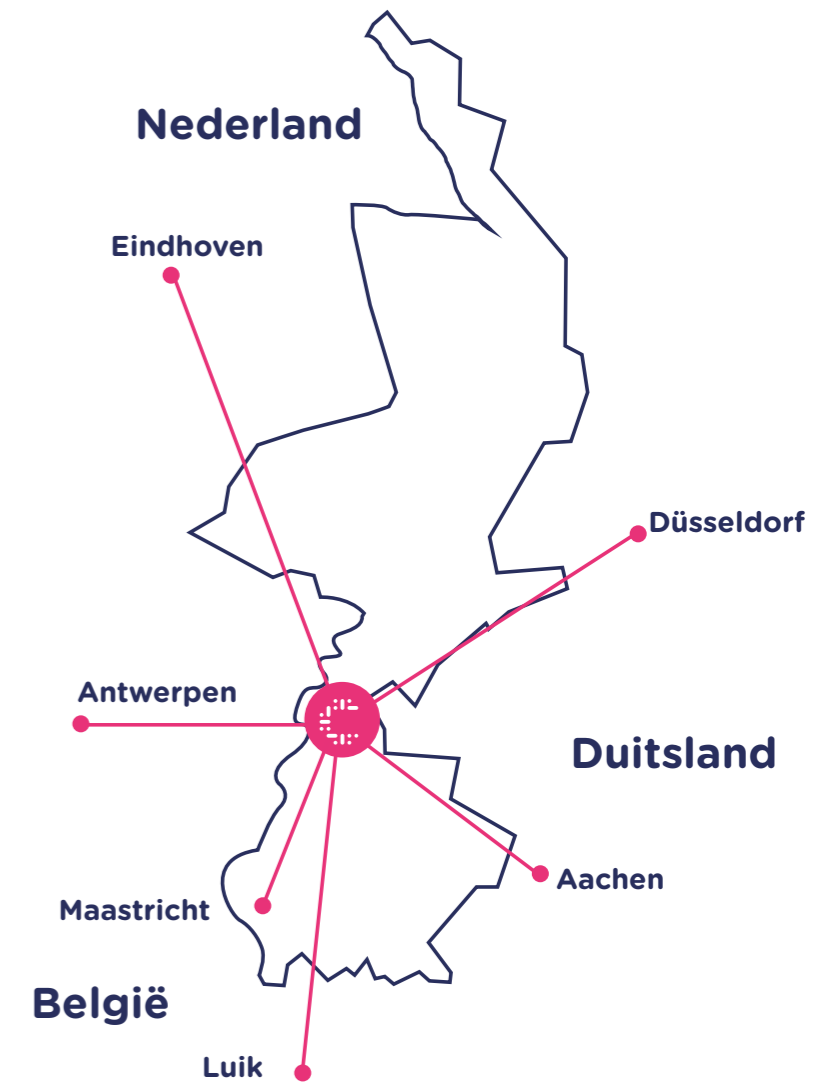 Nederland
Eindhoven
Düsseldorf
Antwerpen
Duitsland
Aachen
Maastricht
België
Luik